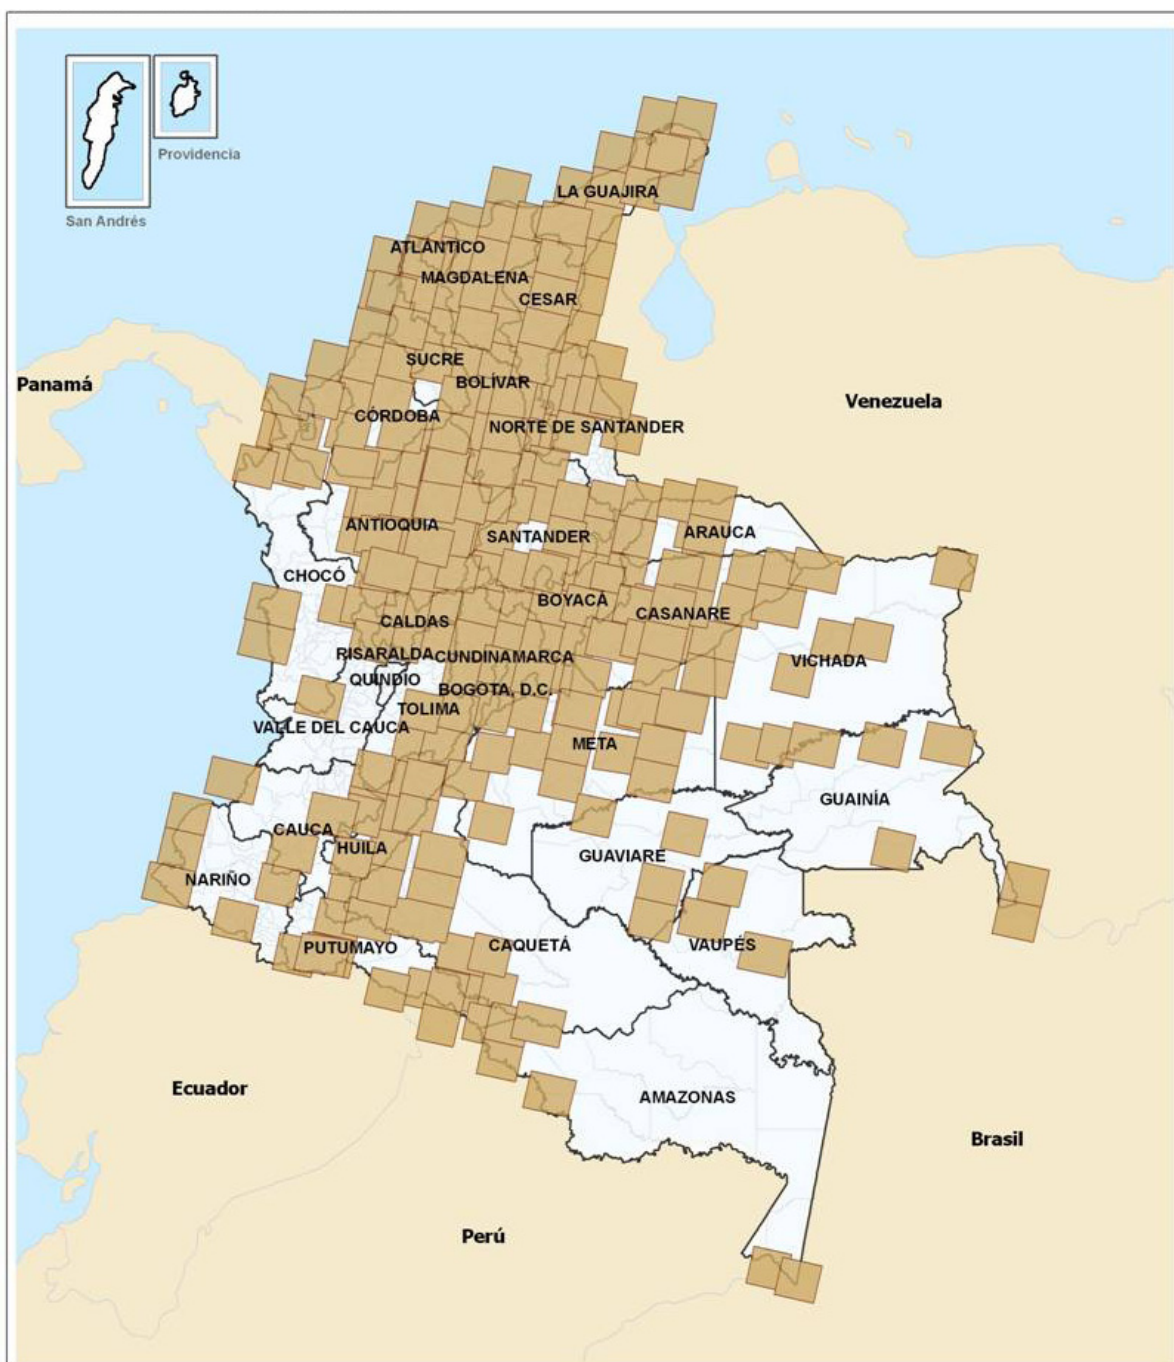 Providencia
San Andrés
LA GUAJIRA
ATLÁNTICO
MAGDALENA
CESAR
SUCRE
BOLÍVAR
Panamá
Venezuela
CÓRDOBA
NORTE DE SANTANDER
ANTIOQUIA
SANTANDER
ARAUCA
CHOCÓ
BOYACÁ
CASANARE
CALDAS
RISARALDA
CUNDINAMARCA
VICHADA
QUINDÍO
BOGOTÁ, D.C.
TOLIMA
VALLE DEL CAUCA
META
GUAINÍA
CAUCA
HUILA
GUAVIARE
NARIÑO
PUTUMAYO
CAQUETÁ
VAUPÉS
Ecuador
AMAZONAS
Brasil
Perú